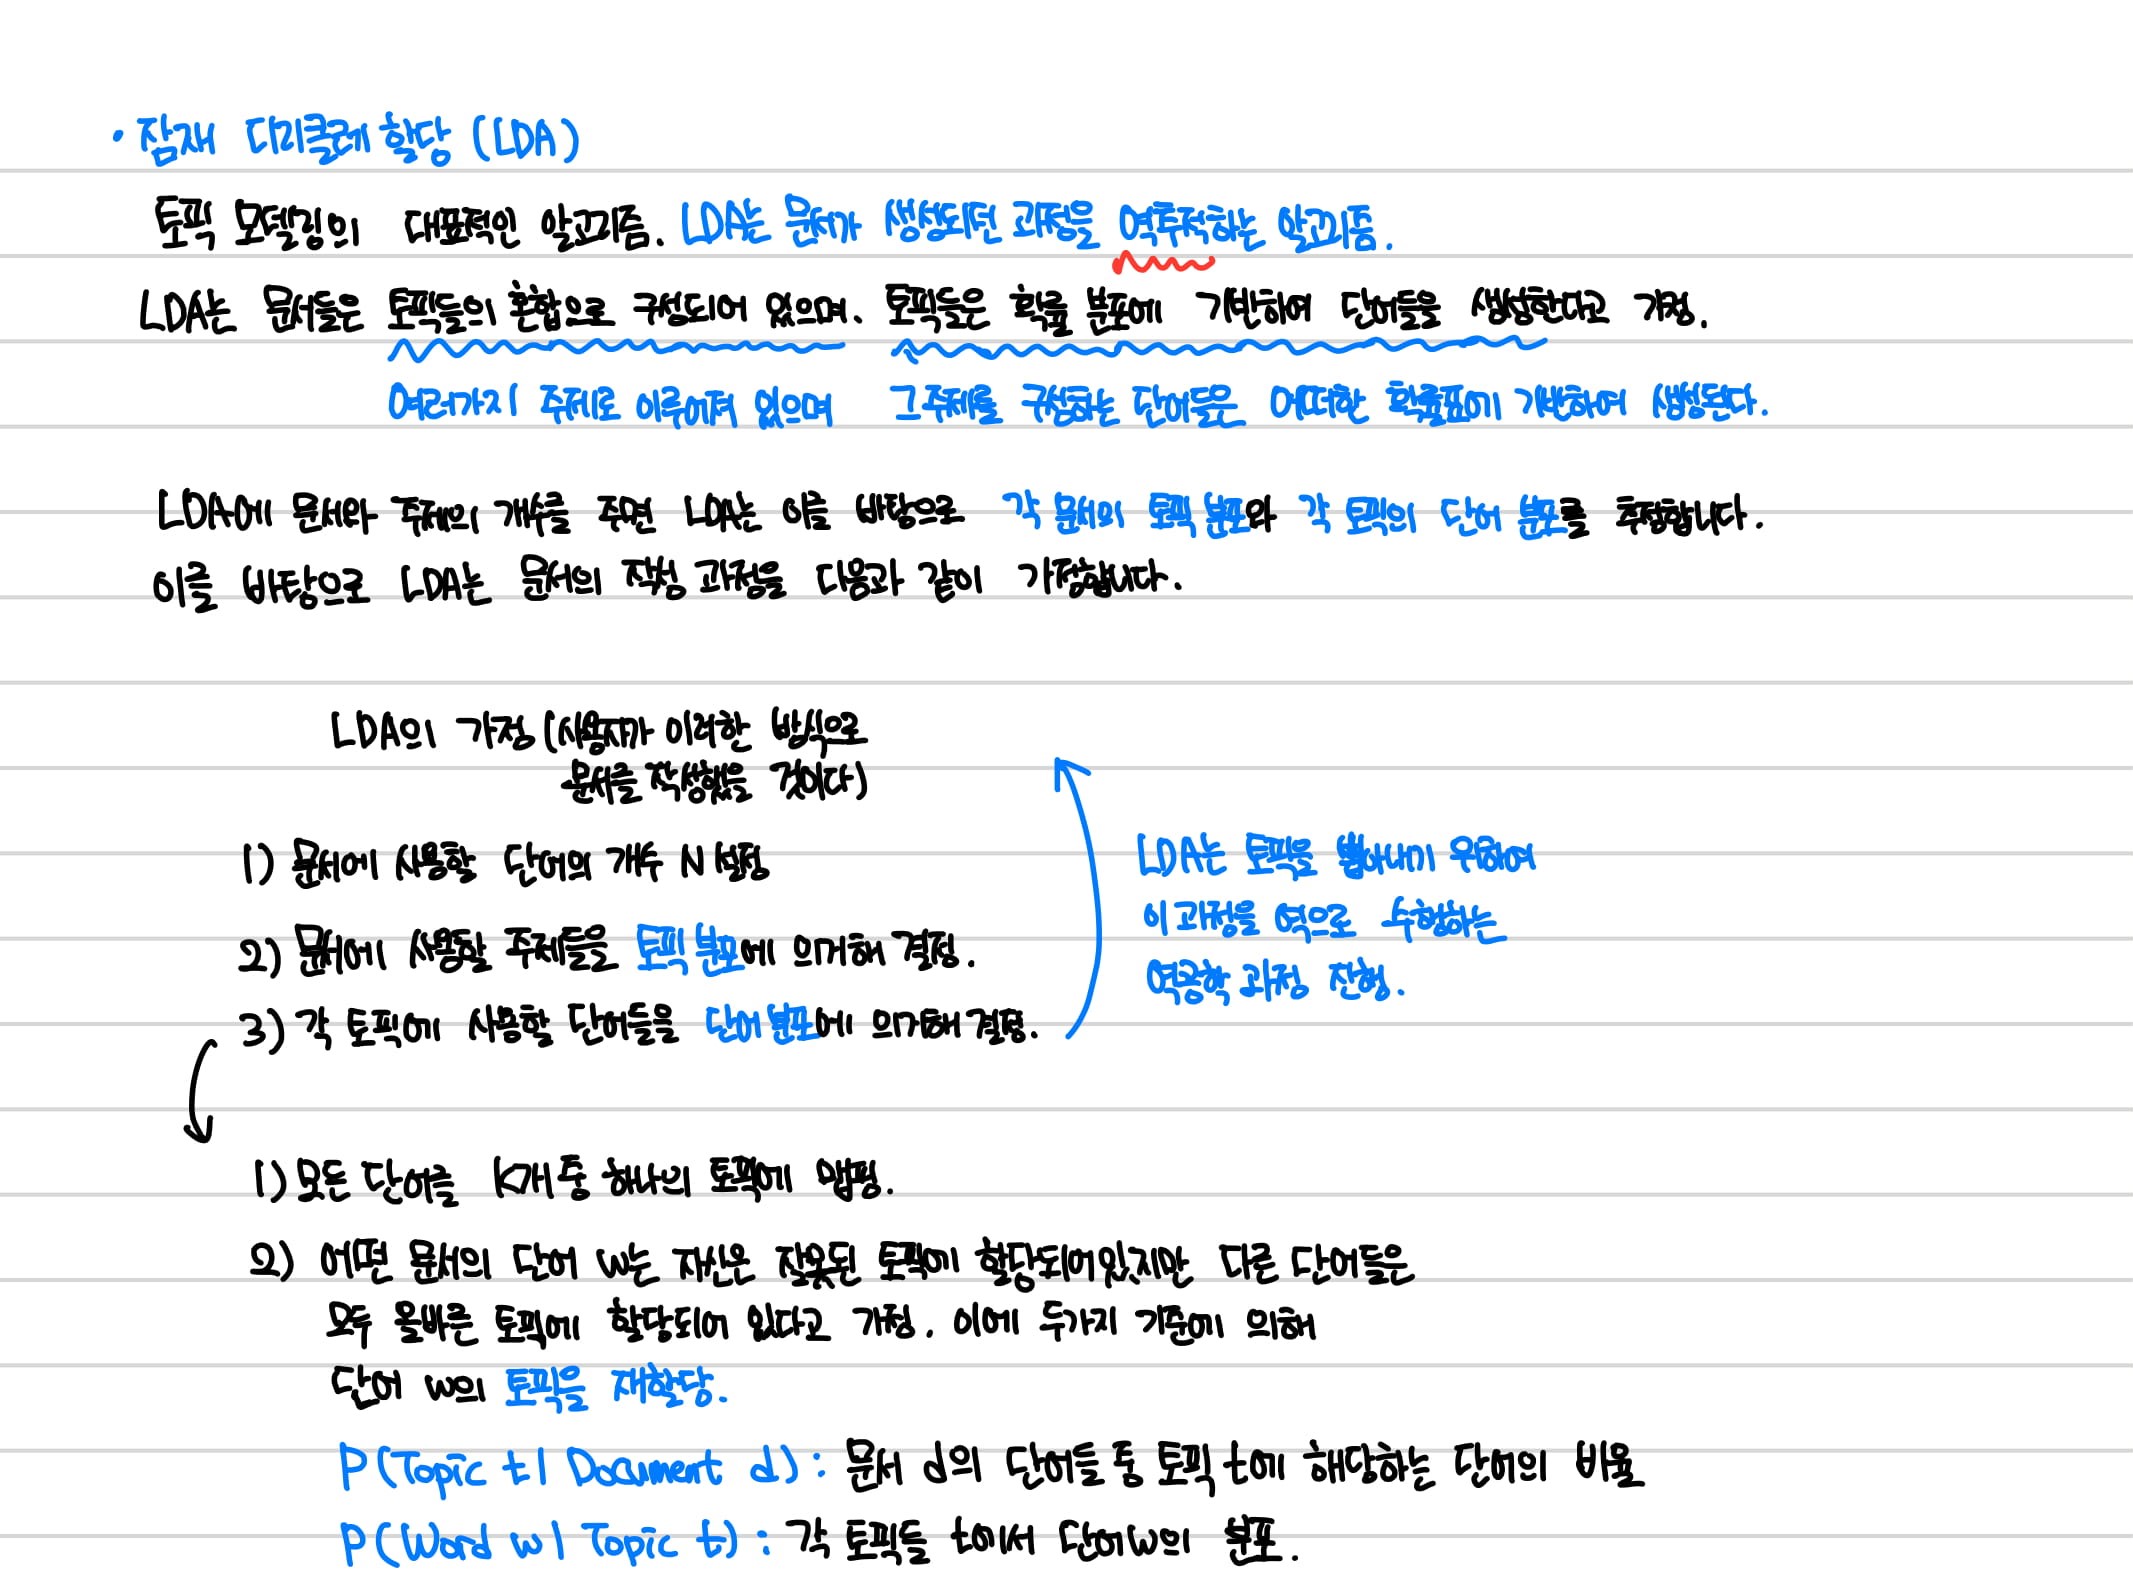 · 잠재 디리클레 할당 (LDA)
토픽 모델링의 대표적인 알고리즘. LDA는 문서가 생성되던 과정을 역추적하는 알고리즘.
LDA는 문서들은 토픽들의 혼합으로 구성되어 있으며. 토픽들은 확률 분포에 기반하여 단어들을 생성한다고 가정.
여러가지 주제로 이루어져 있으며 그 주제를 구성하는 단어들은 어떠한 확률표에 기반하여 생성된다.
LDA에 문서와 주제의 개수를 주면 LDA는 이를 바탕으로 각 문서의 토픽 분포와 각 토픽의 단어 분포를 추정합니다.
이를 바탕으로 LDA는 문서의 작성 과정을 다음과 같이 가정합니다.
LDA의 가정 (사용자가 이러한 방식으로
문서를 작성했을 것이다)
1) 문서에 사용할 단어의 개수 N 설정
2) 문서에 사용할 주제들을 토픽 분포에 의거해 결정.
3) 각 토픽에 사용할 단어들을 단어 분포에 의거해 결정.
LDA는 토픽을 뽑아내기 위하여
이 과정을 역으로 수행하는
역공학 과정 진행.
1) 모든 단어를 K개 중 하나의 토픽에 맵핑.
2) 어떤 문서의 단어 w는 자신은 잘못된 토픽에 할당되어있지만 다른 단어들은
모두 올바른 토픽에 할당되어 있다고 가정. 이에 두가지 기준에 의해
단어 w의 토픽을 재할당.
P(Topic t | Document d) : 문서 d의 단어들 중 토픽 t에 해당하는 단어의 비율
P(Word w | Topic t) : 각 토픽들 t에서 단어 w의 분포.